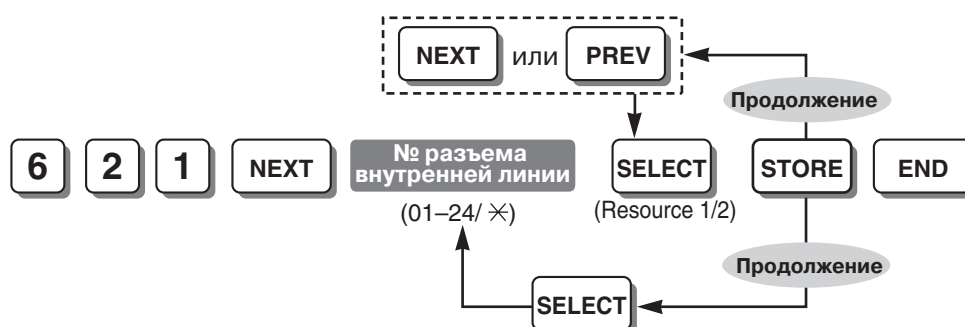 NEXT или PREV
Продолжение
6 2 1 NEXT № разъема внутренней линии SELECT STORE END
(01–24/ ✳) (Resource 1/2)
Продолжение
SELECT